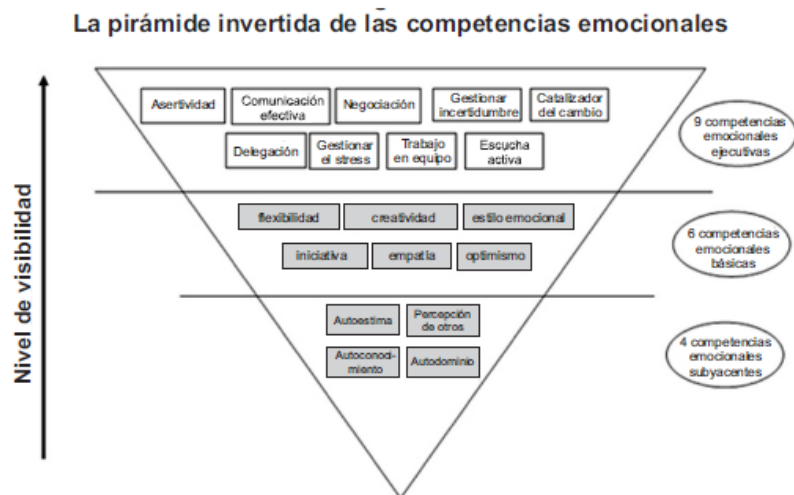 La pirámide invertida de las competencias emocionales
Nivel de visibilidad
Asertividad
Comunicación
efectiva
Negociación
Gestionar
incertidumbre
Catalizador
del cambio
Delegación
Gestionar
el stress
Trabajo
en equipo
Escucha
activa
9 competencias
emocionales
ejecutivas
flexibilidad
creatividad
estilo emocional
iniciativa
empatía
optimismo
6 competencias
emocionales
básicas
Autoestima
Percepción
de otros
Autoconoci-
miento
Autodominio
4 competencias
emocionales
subyacentes